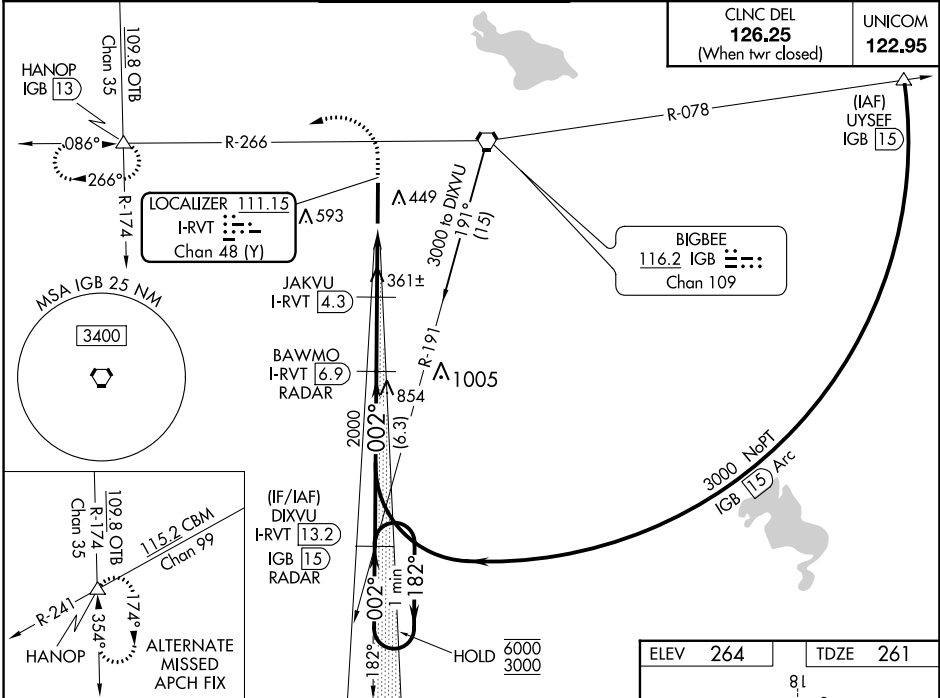 CLNC DEL
126.25
(When twr closed)
UNICOM
122.95
109.8 OTB
Chan 35
HANOP
IGB 13
086°
266°
R-266
R-174
R-078
(IAF)
UYSEF
IGB 15
LOCALIZER 111.15
I-RVT
Chan 48 (Y)
593
449
3000 to DIXVU
191°
(15)
BIGBEE
116.2 IGB
Chan 109
MSA IGB 25 NM
3400
JAKVU
I-RVT 4.3
361±
BAWMO
I-RVT 6.9
RADAR
R-191
1005
854
2000
002°
(6.3)
3000 NoPT
IGB 15 Arc
(IF/IAF)
DIXVU
I-RVT 13.2
IGB 15
RADAR
002°
1 min
182°
182°
HOLD 6000
3000
109.8 OTB
R-174
Chan 35
115.2 CBM
Chan 99
R-241
354°
174°
HANOP
ALTERNATE
MISSED
APCH FIX
ELEV 264
TDZE 261
18